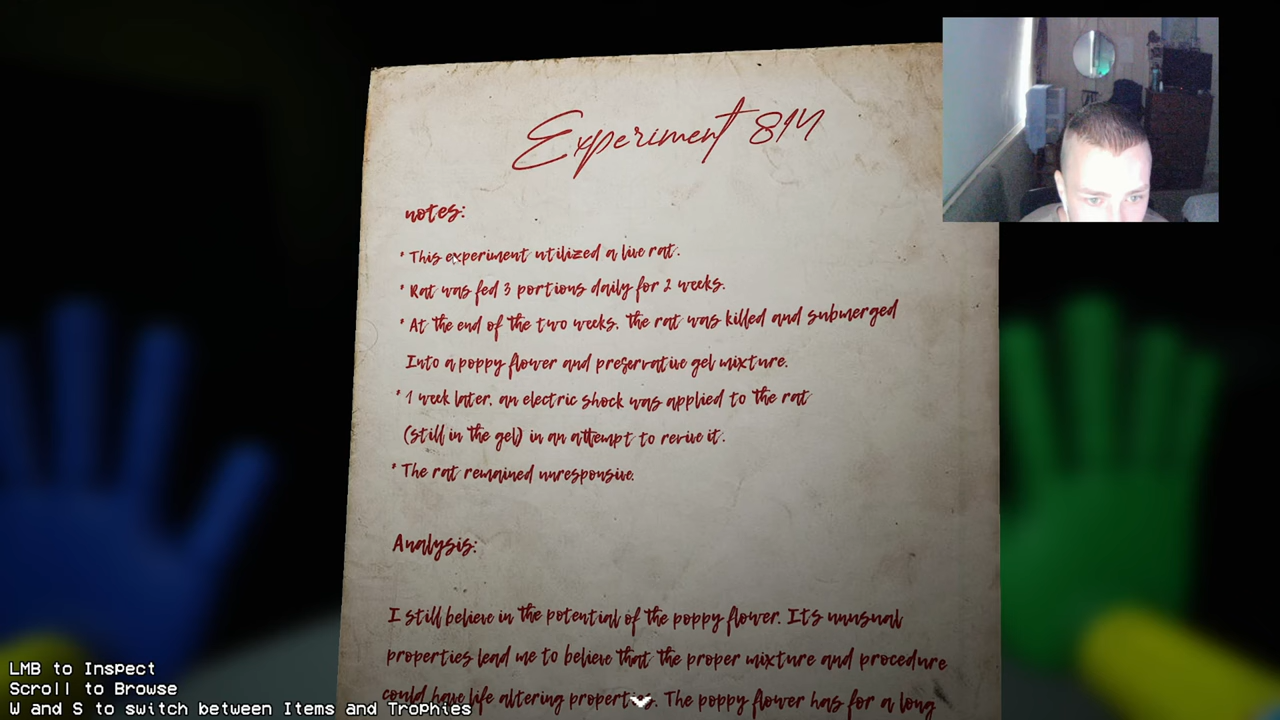 Experiment 814
notes:
* This experiment utilized a live rat.
* Rat was fed 3 portions daily for 2 weeks.
* At the end of the two weeks, the rat was killed and submerged
Into a poppy flower and preservative gel mixture.
* 1 week later, an electric shock was applied to the rat
(still in the gel) in an attempt to revive it.
* The rat remained unresponsive.
Analysis:
I still believe in the potential of the poppy flower. Its unusual
properties lead me to believe that the proper mixture and procedure
could have life altering properties. The poppy flower has for a long
LMB to Inspect
Scroll to Browse
W and S to switch between Items and Trophies